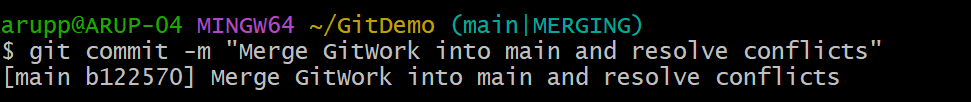 arupp@ARUP-04 MINGW64 ~/GitDemo (main|MERGING)
$ git commit -m "Merge GitWork into main and resolve conflicts"
[main b122570] Merge GitWork into main and resolve conflicts